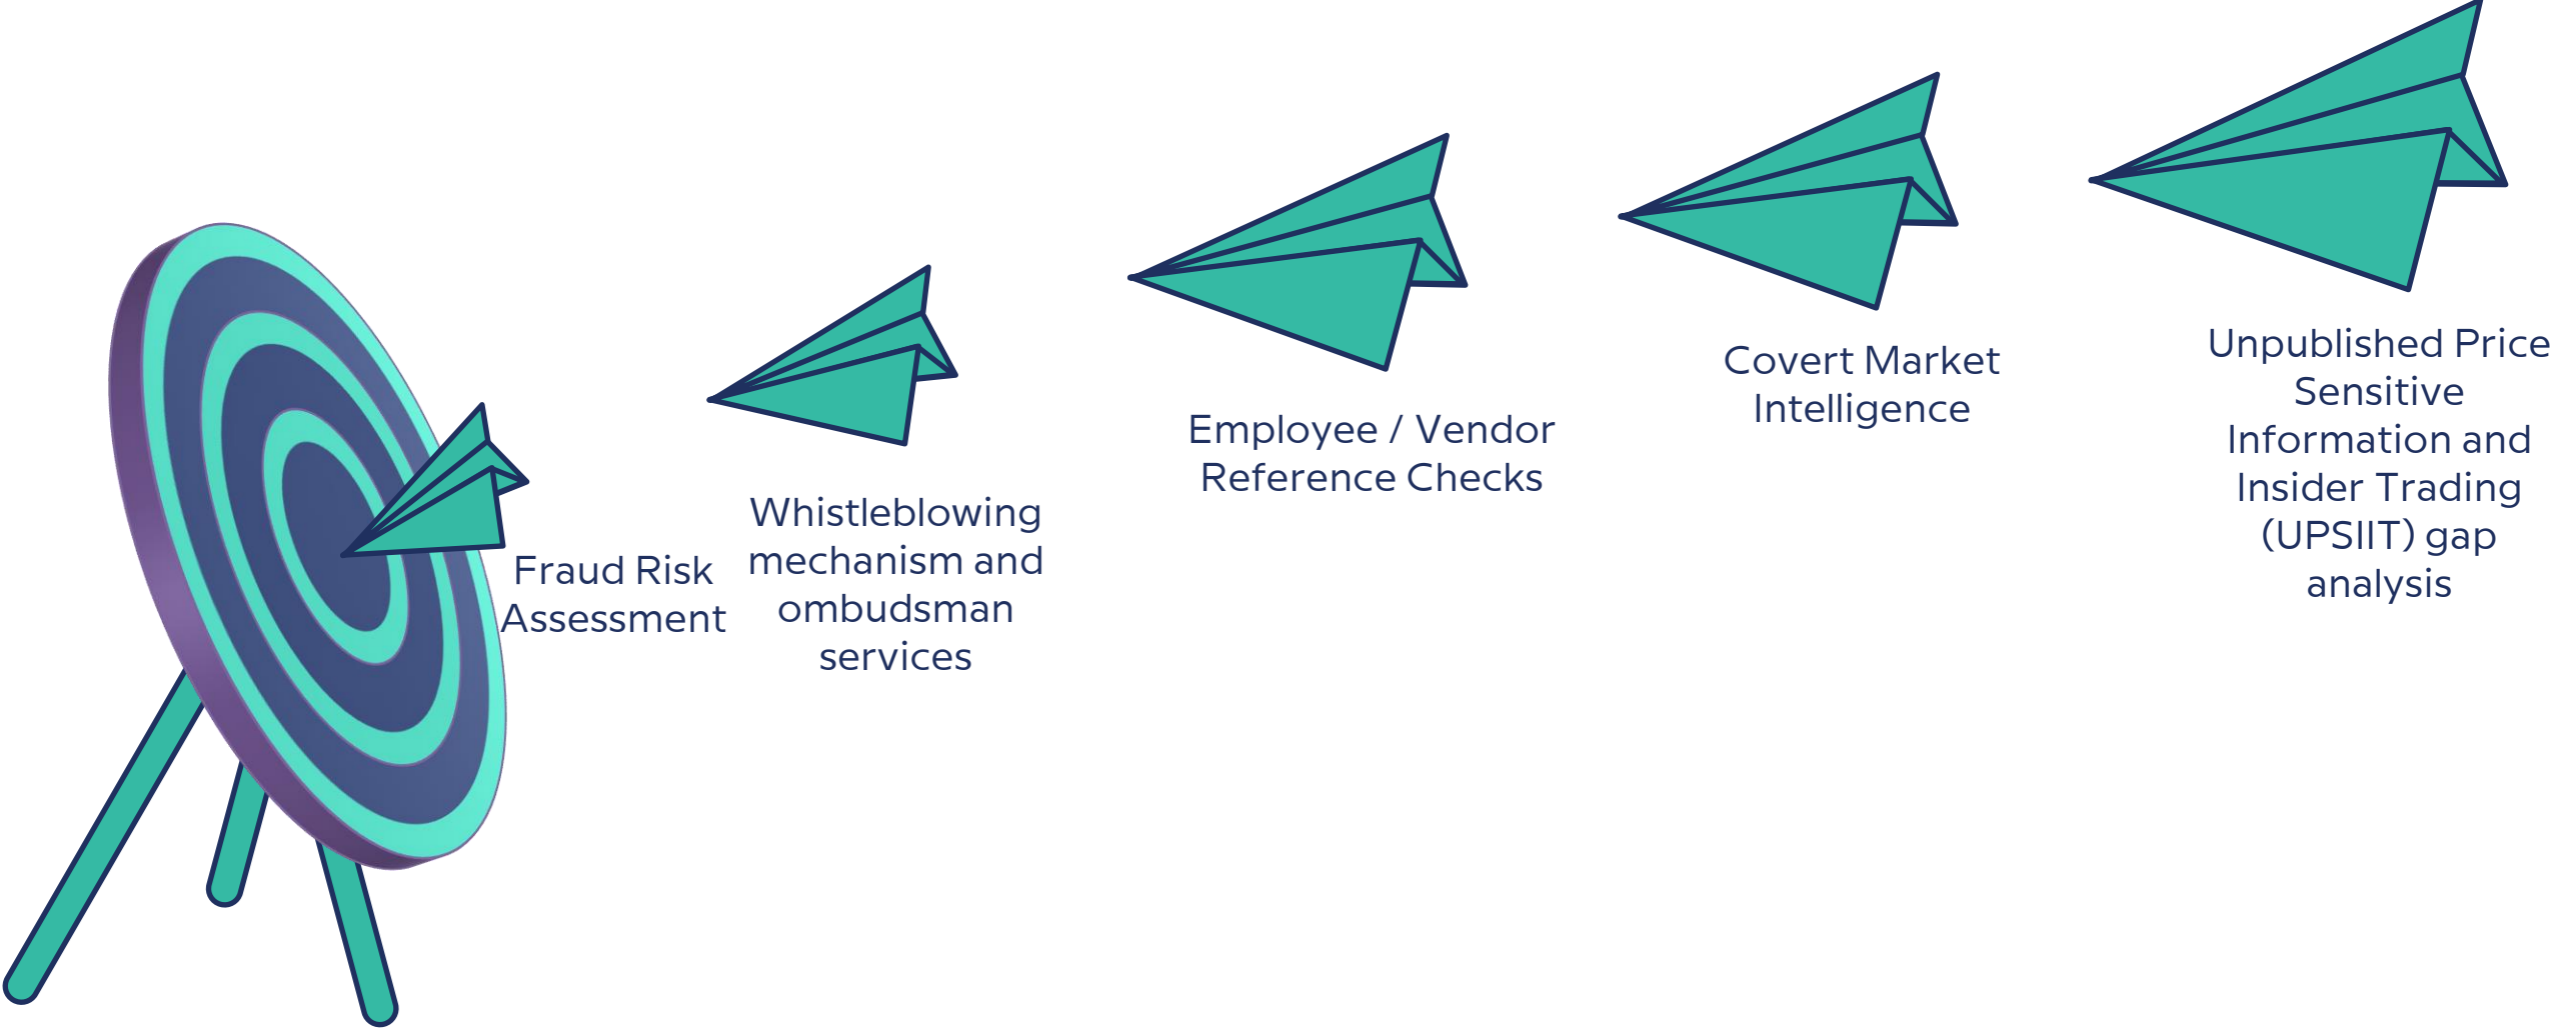 Fraud Risk
Assessment
Whistleblowing
mechanism and
ombudsman
services
Employee / Vendor
Reference Checks
Covert Market
Intelligence
Unpublished Price
Sensitive
Information and
Insider Trading
(UPSIIT) gap
analysis